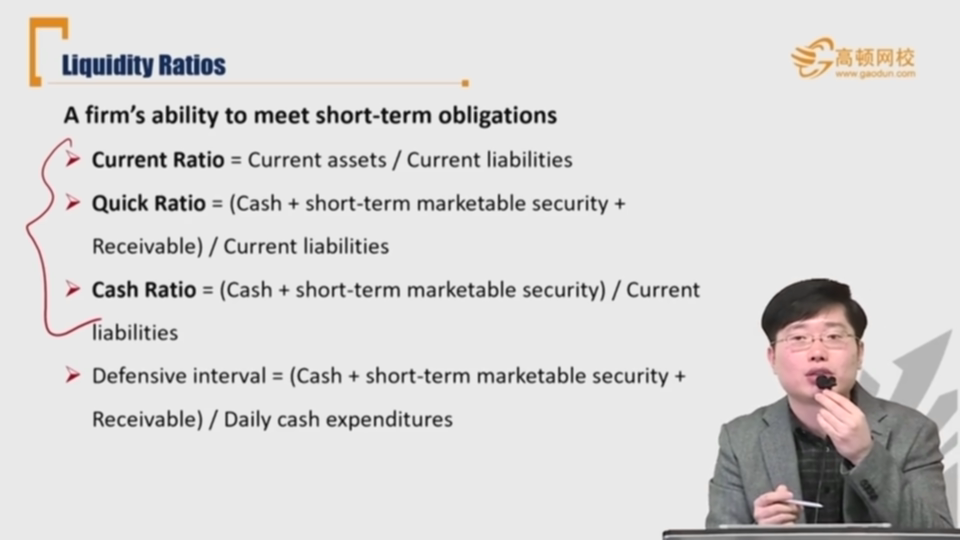 Liquidity Ratios
高顿网校
www.gaodun.com
A firm's ability to meet short-term obligations
Current Ratio = Current assets / Current liabilities
Quick Ratio = (Cash + short-term marketable security +
Receivable) / Current liabilities
Cash Ratio = (Cash + short-term marketable security) / Current
liabilities
Defensive interval = (Cash + short-term marketable security +
Receivable) / Daily cash expenditures